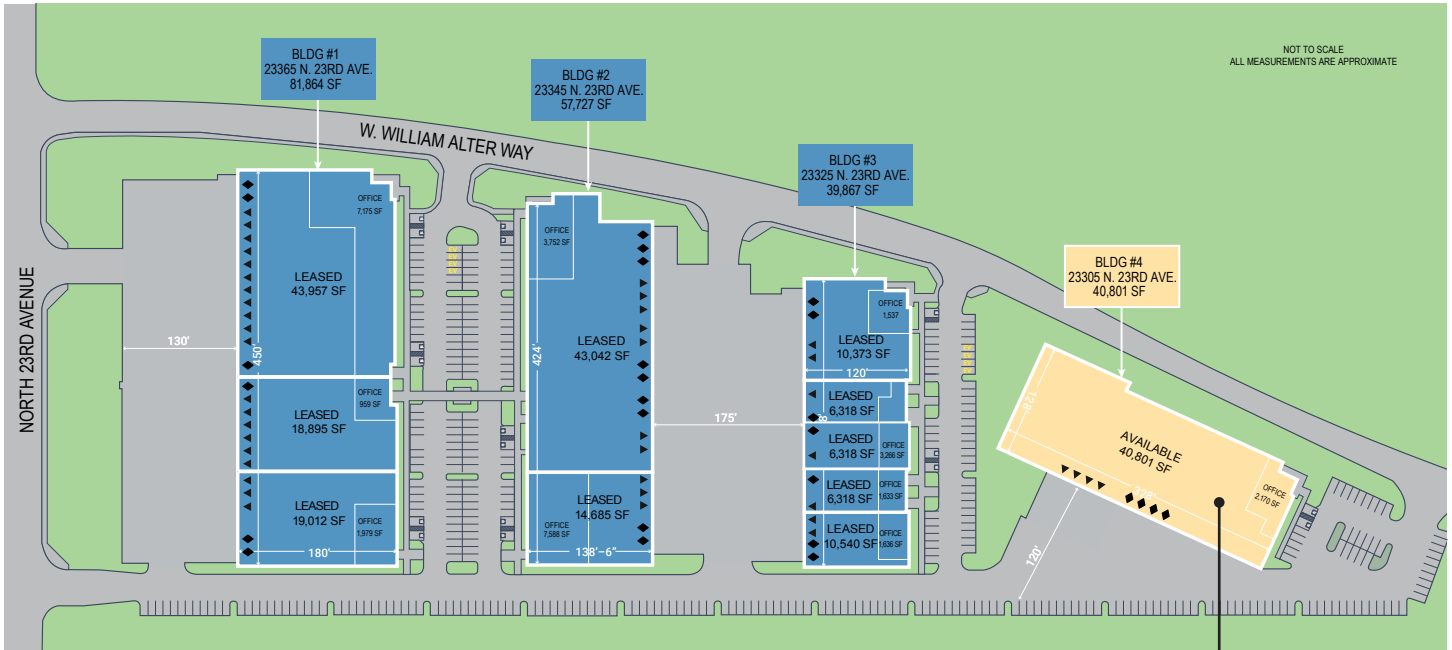 NOT TO SCALE
ALL MEASUREMENTS ARE APPROXIMATE
BLDG #1
23365 N. 23RD AVE.
81,864 SF
BLDG #2
23345 N. 23RD AVE.
57,727 SF
W. WILLIAM ALTER WAY
BLDG #3
23325 N. 23RD AVE.
39,867 SF
BLDG #4
23305 N. 23RD AVE.
40,801 SF
NORTH 23RD AVENUE
130'
OFFICE
7,175 SF
LEASED
43,957 SF
450'
OFFICE
959 SF
LEASED
18,895 SF
LEASED
19,012 SF
OFFICE
1,979 SF
180'
OFFICE
3,752 SF
424'
LEASED
43,042 SF
LEASED
14,685 SF
OFFICE
7,588 SF
138'-6"
175'
OFFICE
1,537
LEASED
10,373 SF
120'
LEASED
6,318 SF
LEASED
6,318 SF
OFFICE
3,266 SF
LEASED
6,318 SF
OFFICE
1,633 SF
LEASED
10,540 SF
OFFICE
1,636 SF
128'
AVAILABLE
40,801 SF
328'
OFFICE
2,170 SF
120'